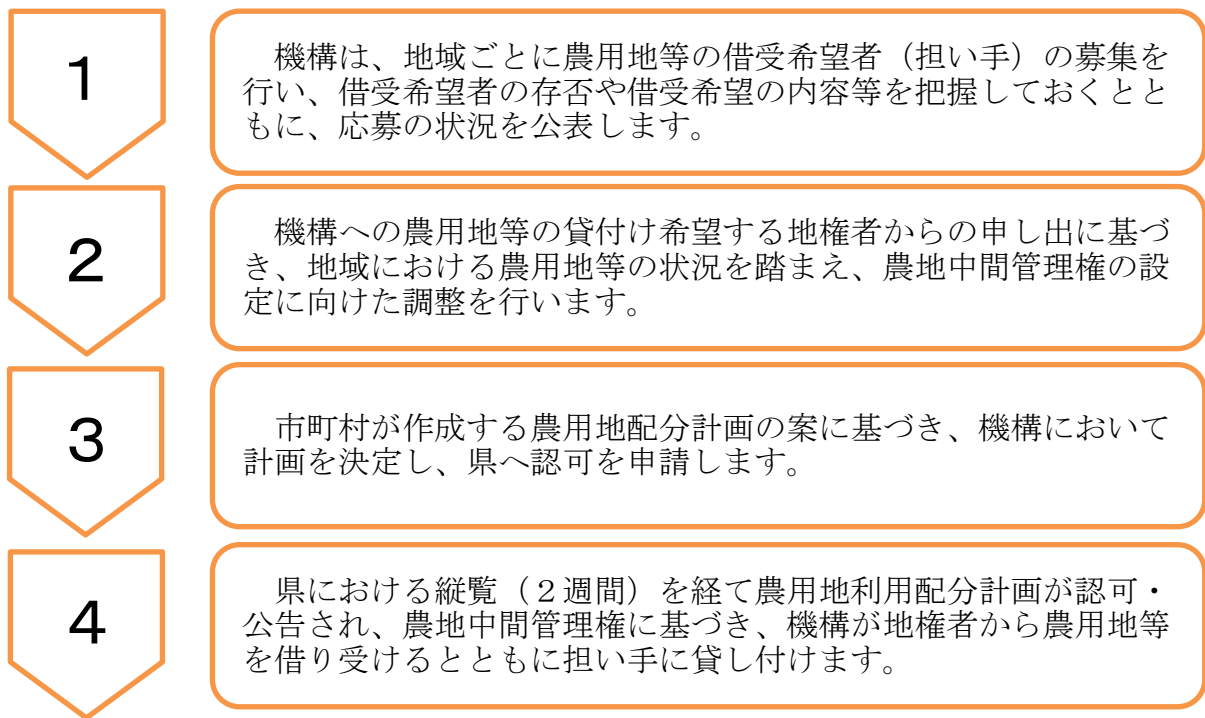 1
機構は、地域ごとに農用地等の借受希望者（担い手）の募集を
行い、借受希望者の存否や借受希望の内容等を把握しておくとと
もに、応募の状況を公表します。
2
機構への農用地等の貸付け希望する地権者からの申し出に基づ
き、地域における農用地等の状況を踏まえ、農地中間管理権の設
定に向けた調整を行います。
3
市町村が作成する農用地配分計画の案に基づき、機構において
計画を決定し、県へ認可を申請します。
4
県における縦覧（２週間）を経て農用地利用配分計画が認可・
公告され、農地中間管理権に基づき、機構が地権者から農用地等
を借り受けるとともに担い手に貸し付けます。